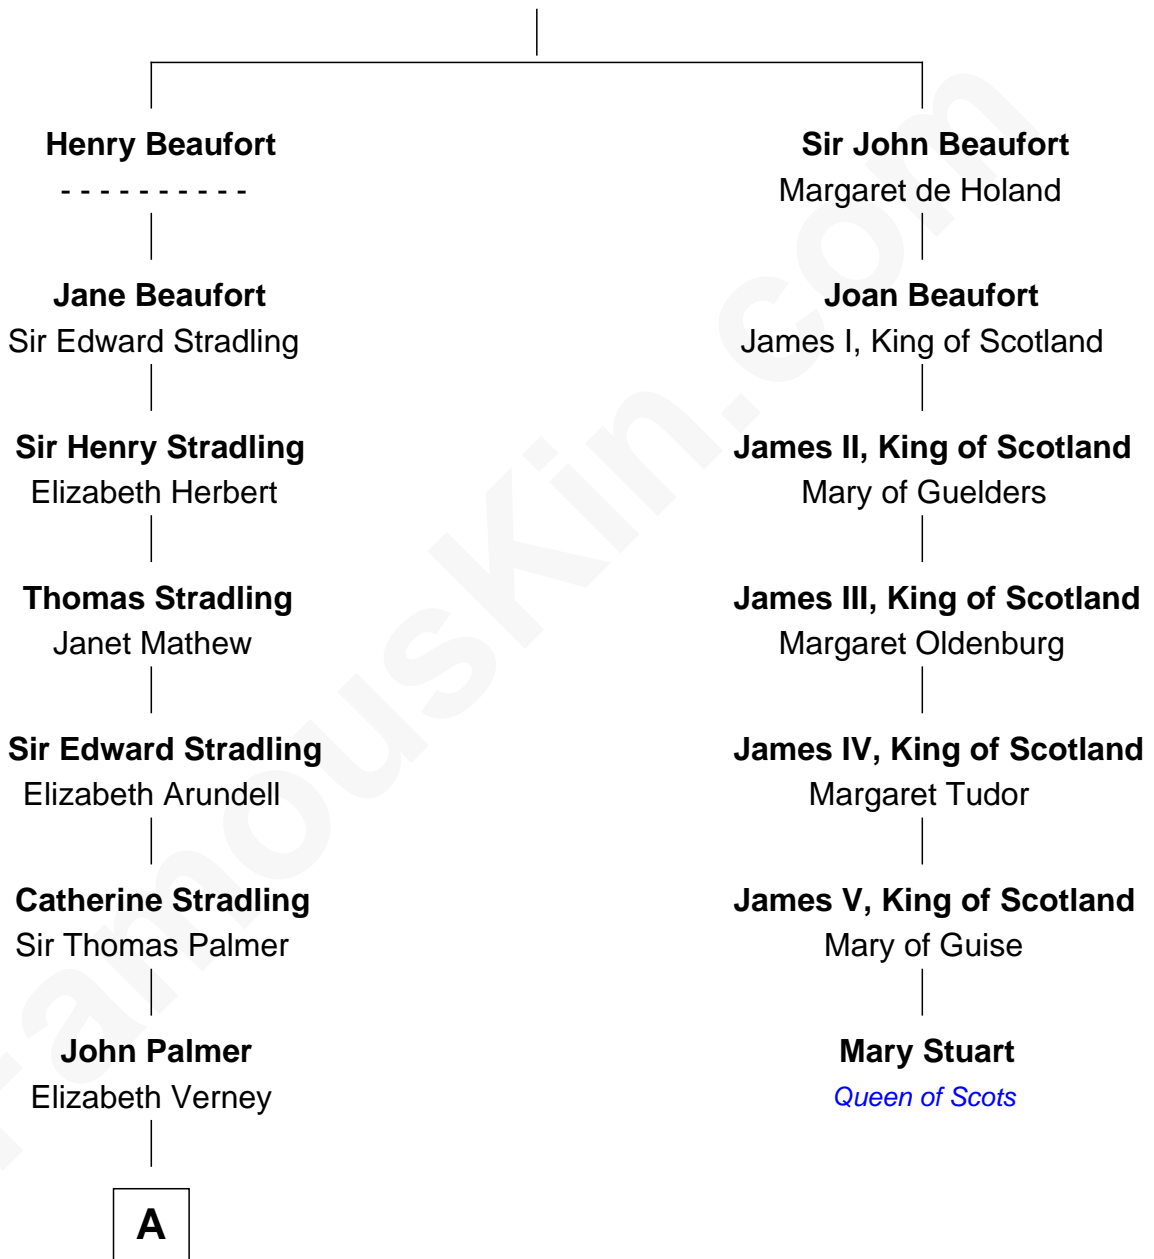 Henry Beaufort
- - - - - - - - - -
Jane Beaufort
Sir Edward Stradling
Sir Henry Stradling
Elizabeth Herbert
Thomas Stradling
Janet Mathew
Sir Edward Stradling
Elizabeth Arundell
Catherine Stradling
Sir Thomas Palmer
John Palmer
Elizabeth Verney
A
Sir John Beaufort
Margaret de Holand
Joan Beaufort
James I, King of Scotland
James II, King of Scotland
Mary of Guelders
James III, King of Scotland
Margaret Oldenburg
James IV, King of Scotland
Margaret Tudor
James V, King of Scotland
Mary of Guise
Mary Stuart
Queen of Scots
FamousKin.com